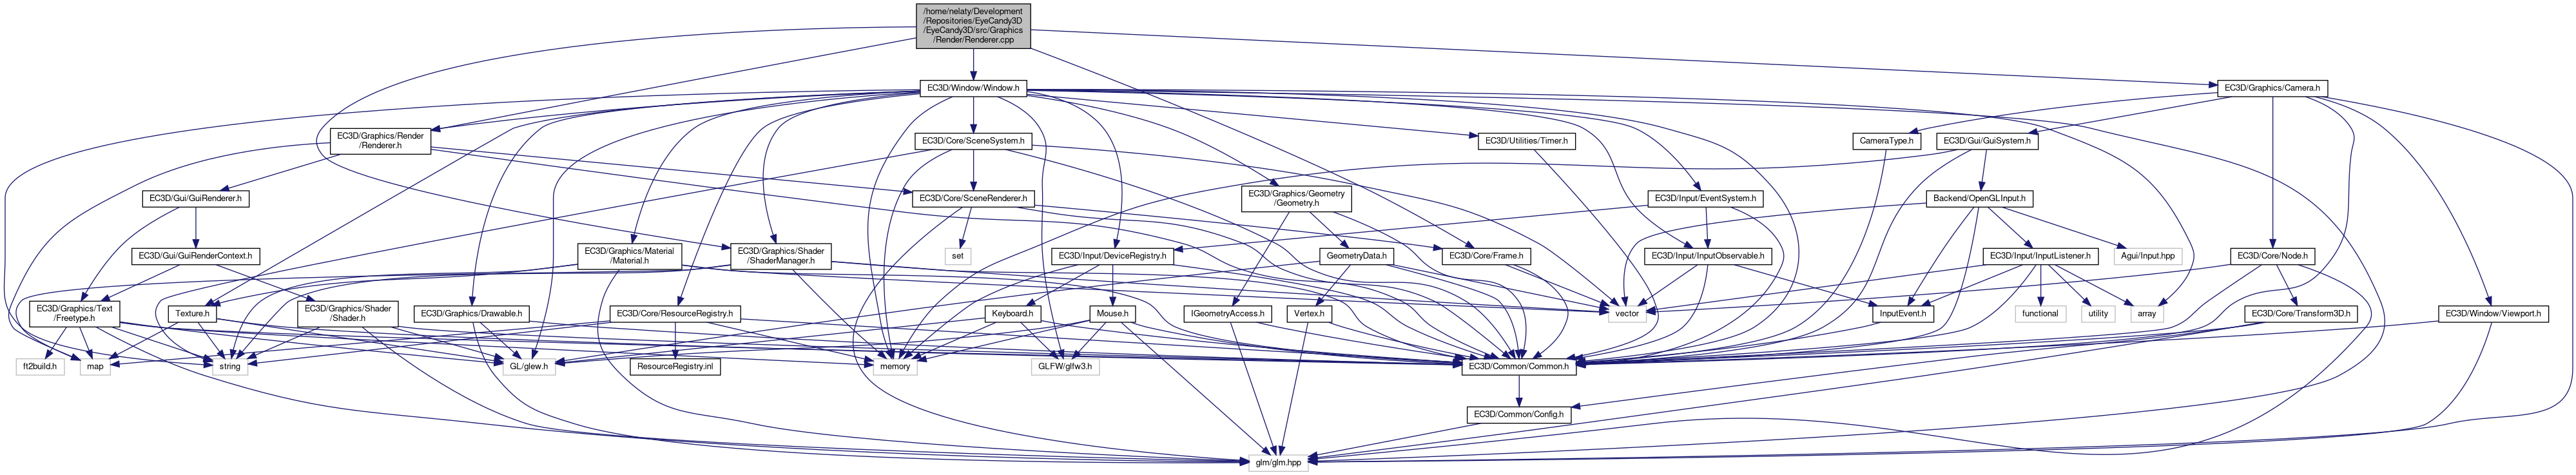 /home/nelaty/Development
/Repositories/EyeCandy3D
/EyeCandy3D/src/Graphics
/Render/Renderer.cpp
EC3D/Window/Window.h
EC3D/Graphics/Camera.h
EC3D/Graphics/Render
/Renderer.h
EC3D/Core/SceneSystem.h
EC3D/Utilities/Timer.h
CameraType.h
EC3D/Gui/GuiSystem.h
EC3D/Gui/GuiRenderer.h
EC3D/Core/SceneRenderer.h
EC3D/Graphics/Geometry
/Geometry.h
EC3D/Input/EventSystem.h
Backend/OpenGLInput.h
EC3D/Gui/GuiRenderContext.h
EC3D/Graphics/Material
/Material.h
EC3D/Graphics/Shader
/ShaderManager.h
set
EC3D/Input/DeviceRegistry.h
GeometryData.h
EC3D/Core/Frame.h
EC3D/Input/InputObservable.h
EC3D/Input/InputListener.h
Agui/Input.hpp
EC3D/Core/Node.h
EC3D/Graphics/Text
/Freetype.h
Texture.h
EC3D/Graphics/Shader
/Shader.h
EC3D/Graphics/Drawable.h
EC3D/Core/ResourceRegistry.h
Keyboard.h
Mouse.h
IGeometryAccess.h
Vertex.h
vector
InputEvent.h
functional
utility
array
EC3D/Core/Transform3D.h
EC3D/Window/Viewport.h
ft2build.h
map
string
GL/glew.h
ResourceRegistry.inl
memory
GLFW/glfw3.h
EC3D/Common/Common.h
EC3D/Common/Config.h
glm/glm.hpp